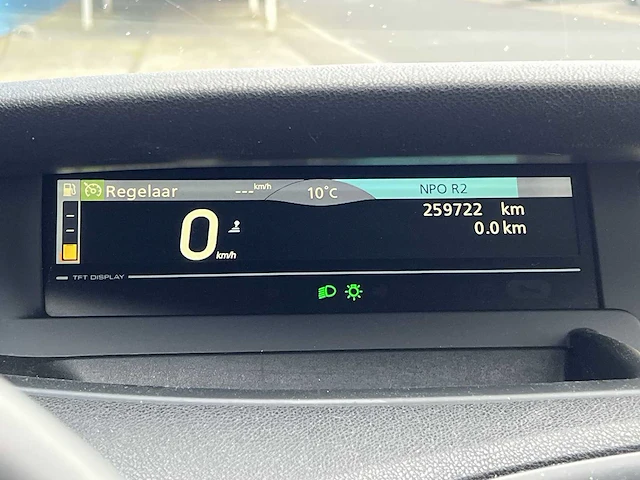 Regelaar
--- km/h
10°C
NPO R2
259722 km
0.0 km
0 km/h
TFT DISPLAY